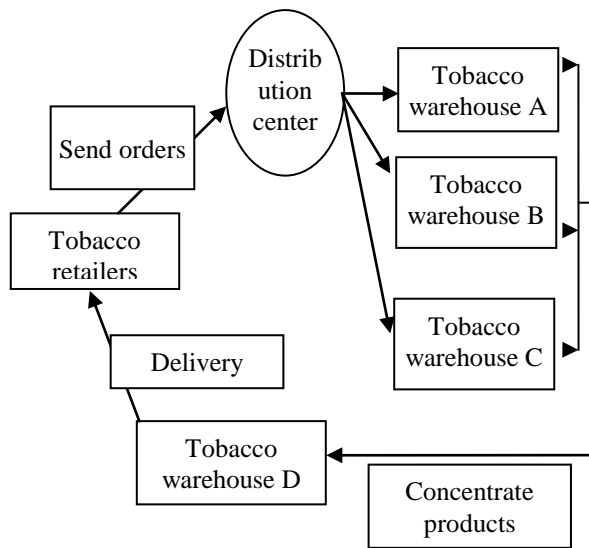 Distrib
ution
center
Tobacco
warehouse A
Send orders
Tobacco
warehouse B
Tobacco
retailers
Tobacco
warehouse C
Delivery
Tobacco
warehouse D
Concentrate
products